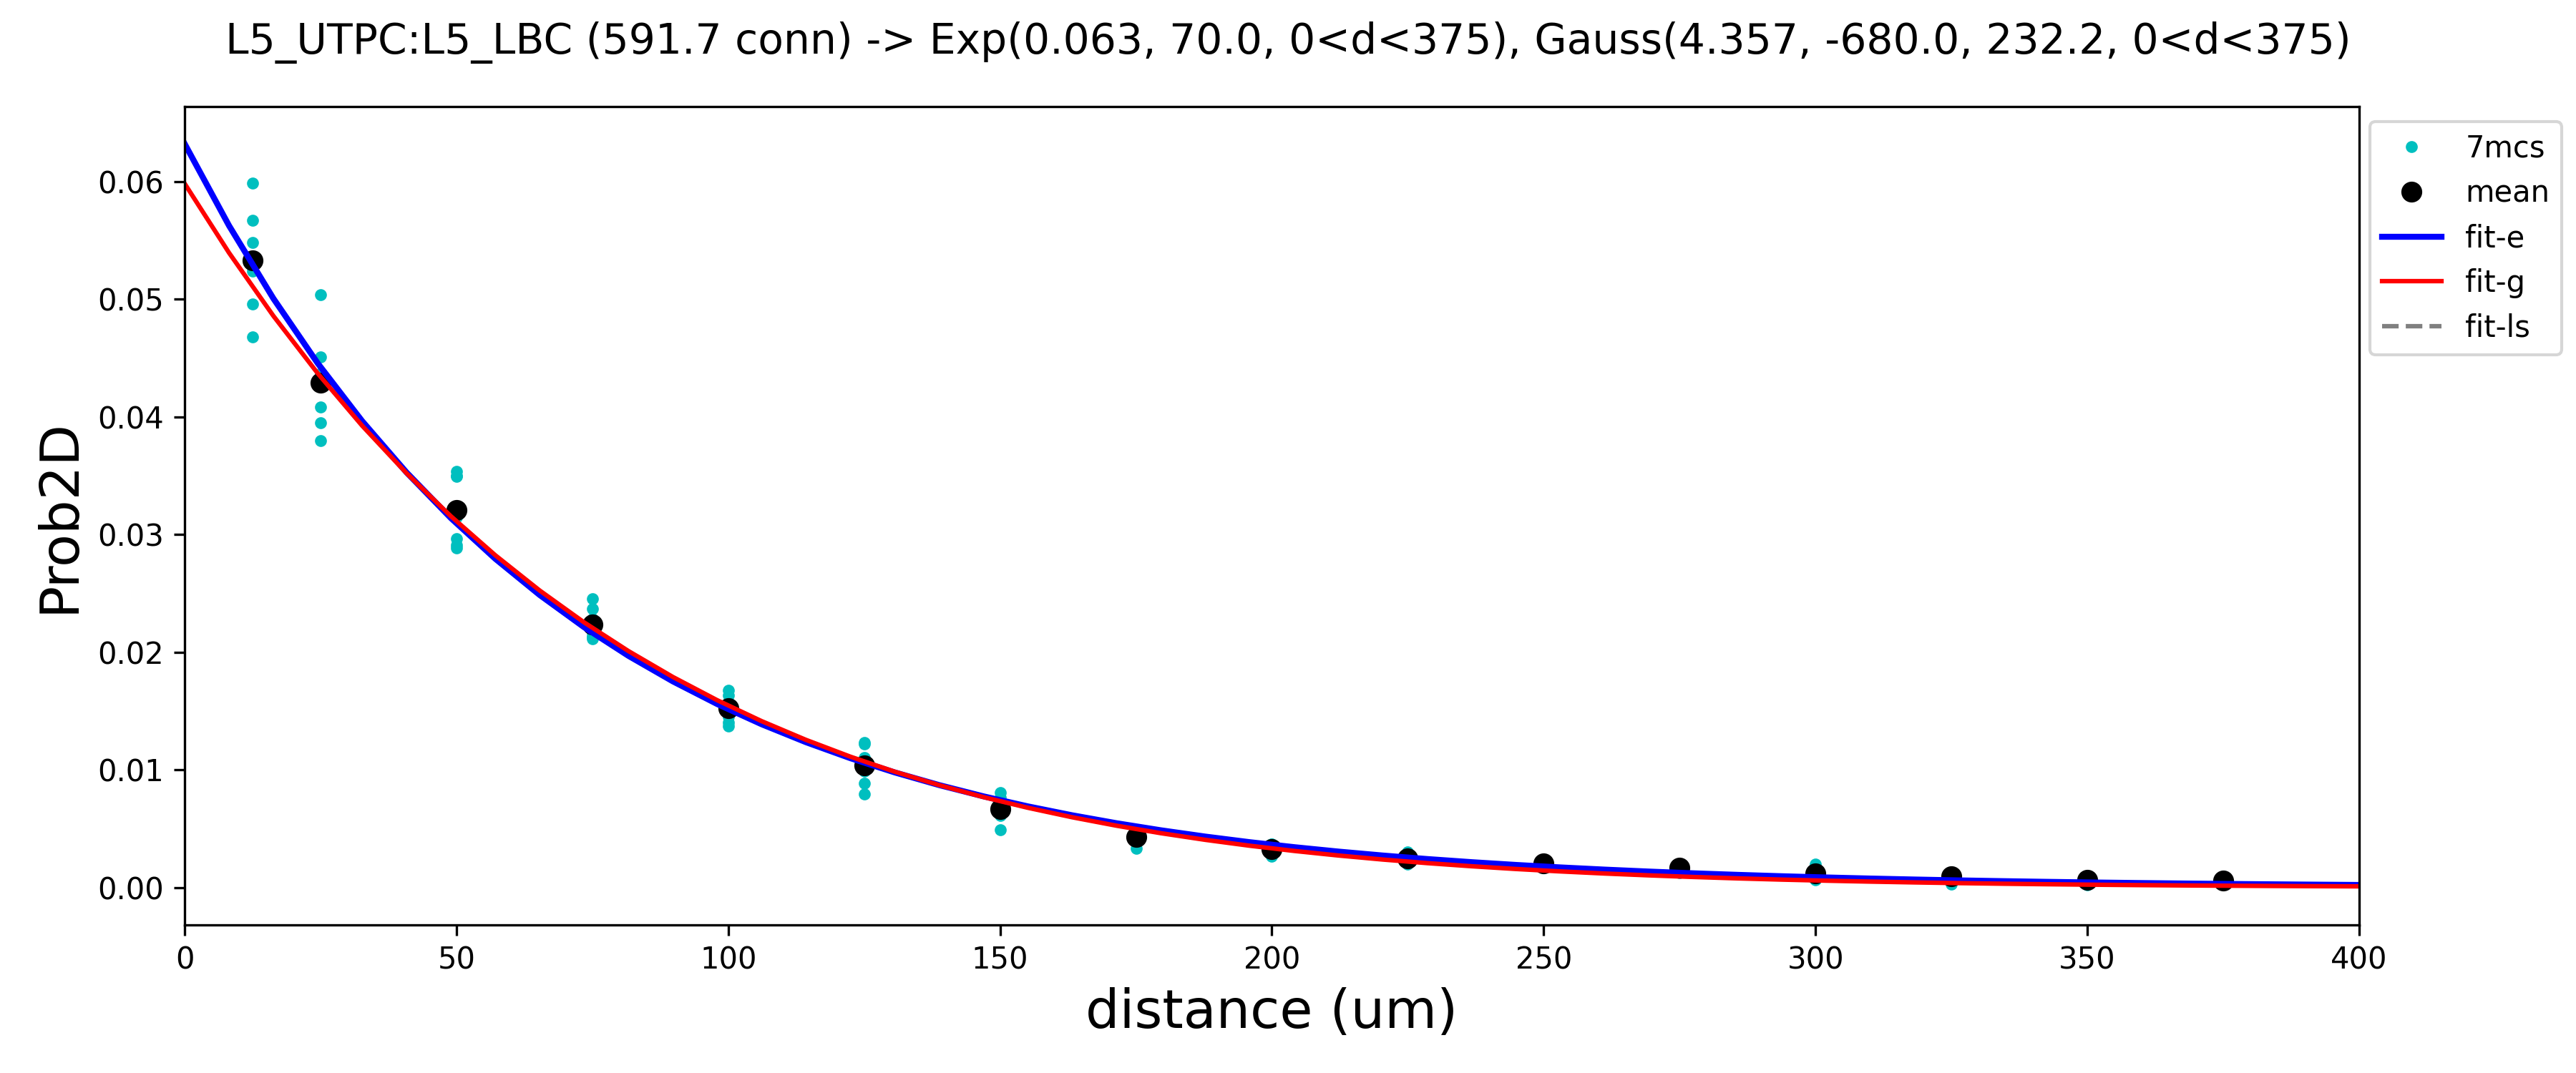 L5_UTPC:L5_LBC (591.7 conn) -> Exp(0.063, 70.0, 0<d<375), Gauss(4.357, -680.0, 232.2, 0<d<375)
7mcs
mean
fit-e
fit-g
fit-ls
Prob2D
0.06
0.05
0.04
0.03
0.02
0.01
0.00
0 50 100 150 200 250 300 350 400
distance (um)